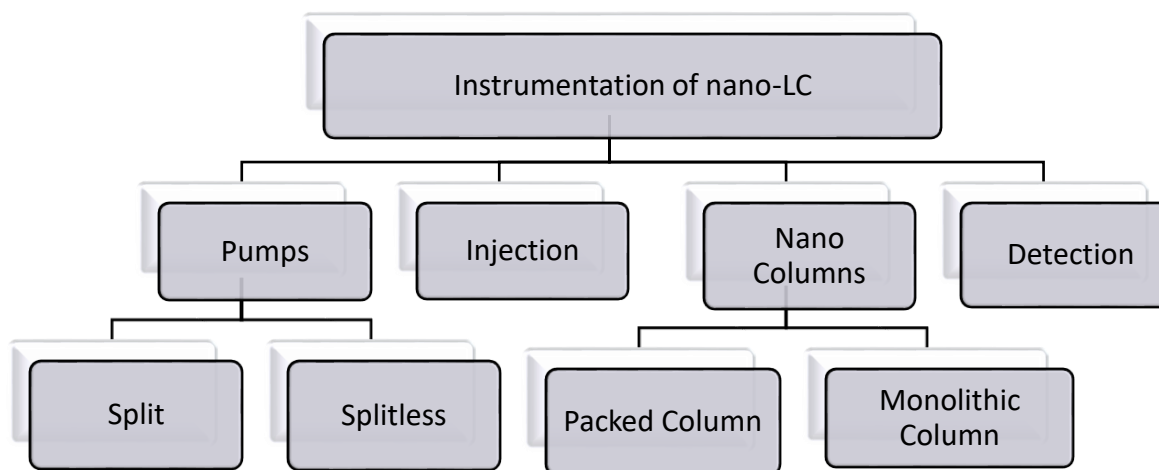 Instrumentation of nano-LC
Pumps
Injection
Nano
Columns
Detection
Split
Splitless
Packed Column
Monolithic
Column